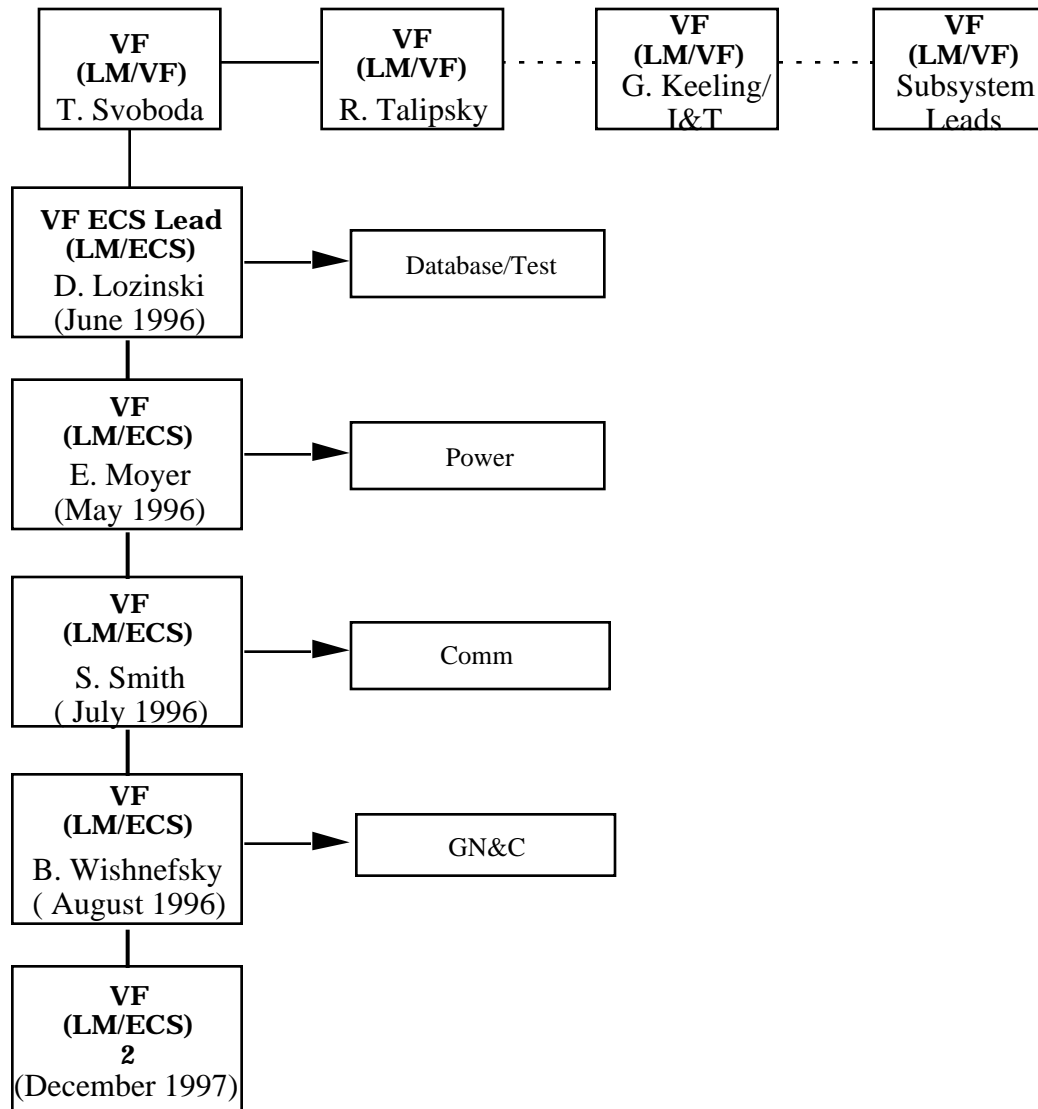 VF
(LM/VF)
T. Svoboda
VF
(LM/VF)
R. Talipsky
VF
(LM/VF)
G. Keeling/
I&T
VF
(LM/VF)
Subsystem
Leads
VF ECS Lead
(LM/ECS)
D. Lozinski
(June 1996)
Database/Test
VF
(LM/ECS)
E. Moyer
(May 1996)
Power
VF
(LM/ECS)
S. Smith
( July 1996)
Comm
VF
(LM/ECS)
B. Wishnefsky
( August 1996)
GN&C
VF
(LM/ECS)
2
(December 1997)